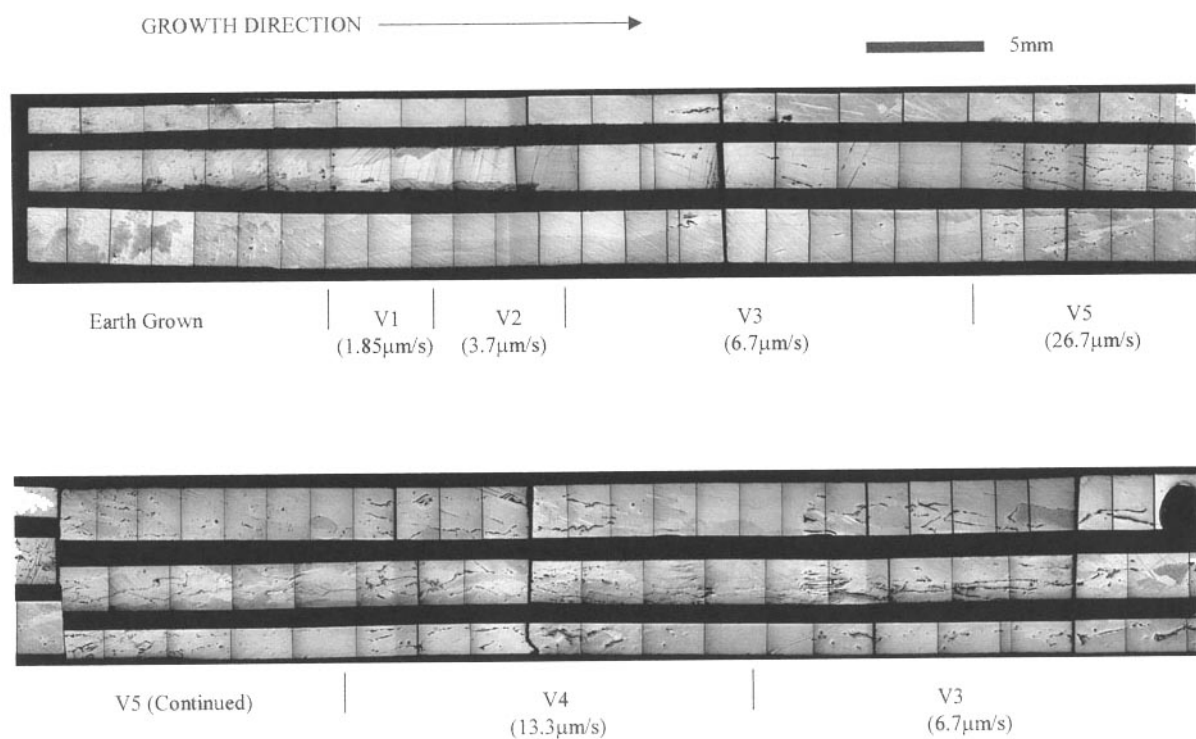 GROWTH DIRECTION
5mm
Earth Grown
V1
(1.85μm/s)
V2
(3.7μm/s)
V3
(6.7μm/s)
V5
(26.7μm/s)
V5 (Continued)
V4
(13.3μm/s)
V3
(6.7μm/s)